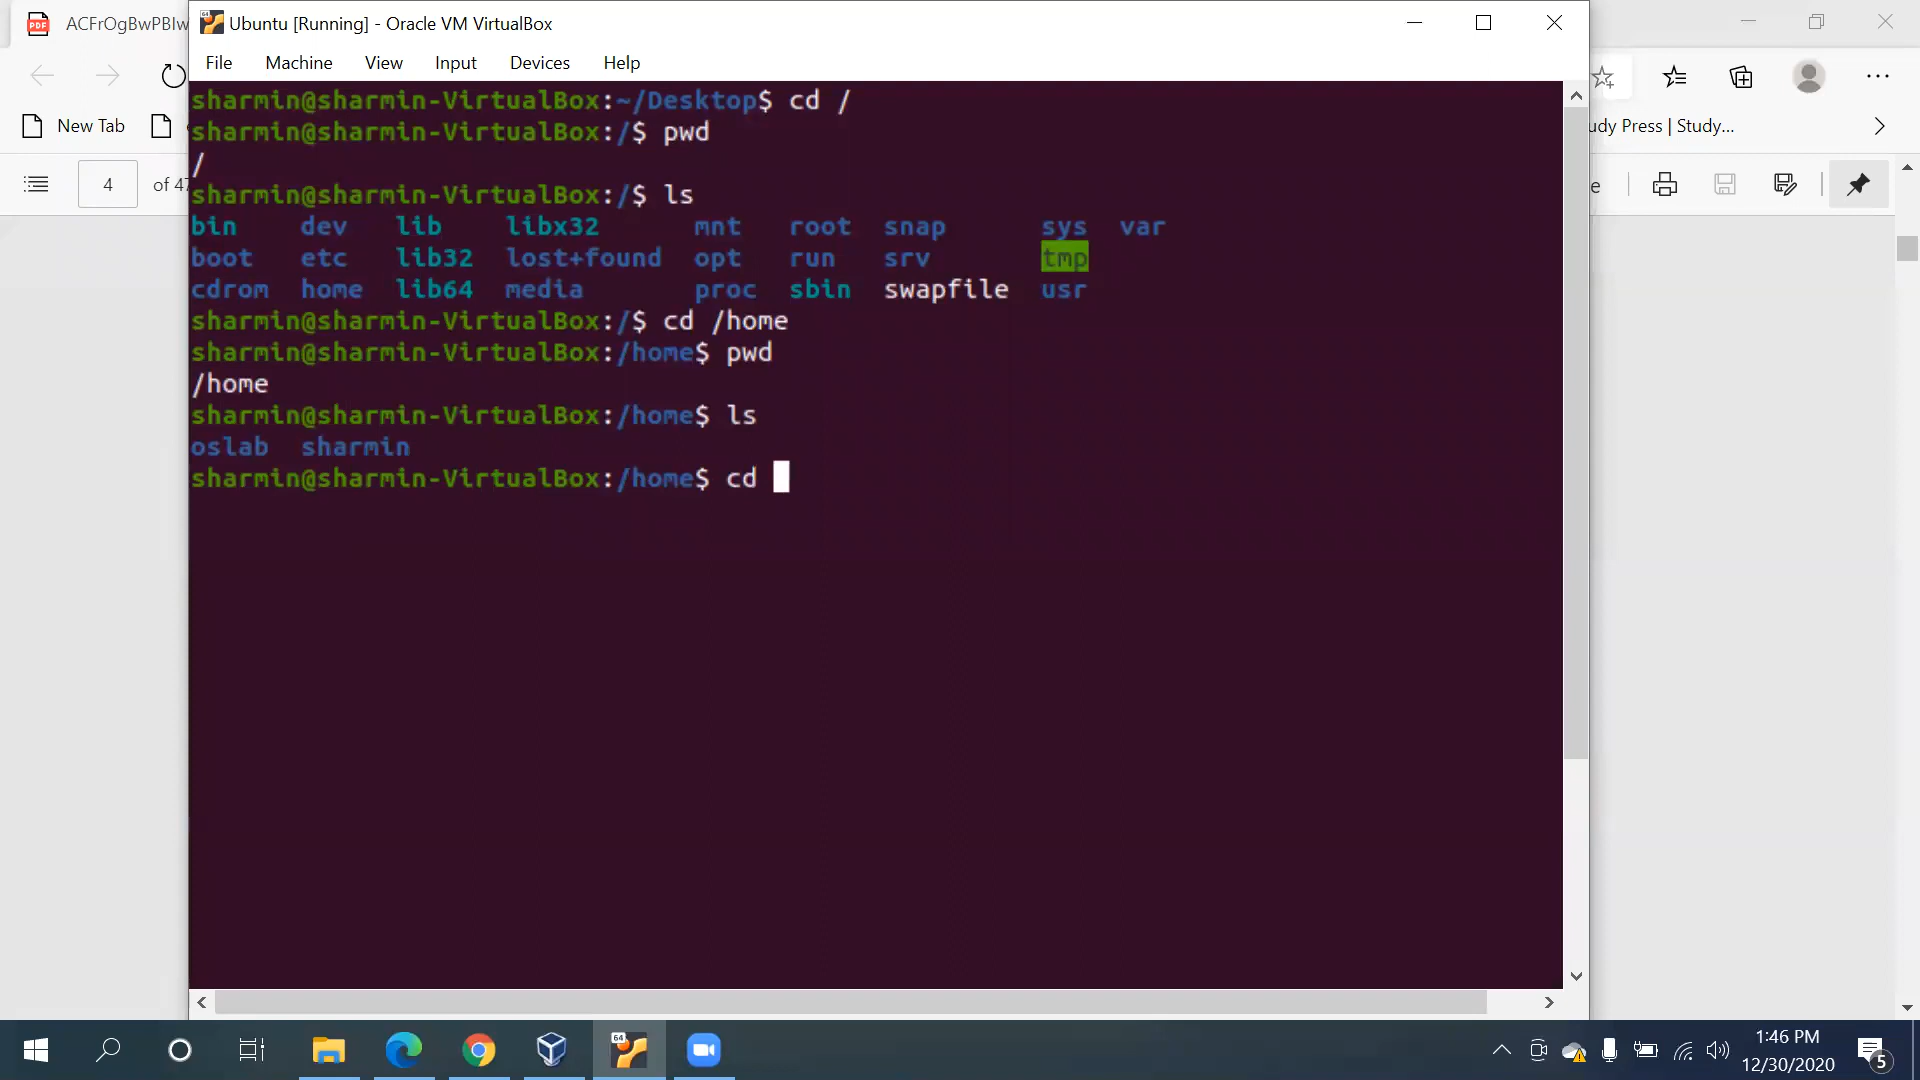 ACFrOgBwPBIw
Ubuntu [Running] - Oracle VM VirtualBox
File Machine View Input Devices Help
New Tab
udy Press | Study...
4 of 47
sharmin@sharmin-VirtualBox:~/Desktop$ cd /
sharmin@sharmin-VirtualBox:/$ pwd
/
sharmin@sharmin-VirtualBox:/$ ls
bin dev lib libx32 mnt root snap sys var
boot etc lib32 lost+found opt run srv tmp
cdrom home lib64 media proc sbin swapfile usr
sharmin@sharmin-VirtualBox:/$ cd /home
sharmin@sharmin-VirtualBox:/home$ pwd
/home
sharmin@sharmin-VirtualBox:/home$ ls
oslab sharmin
sharmin@sharmin-VirtualBox:/home$ cd
1:46 PM
12/30/2020
5